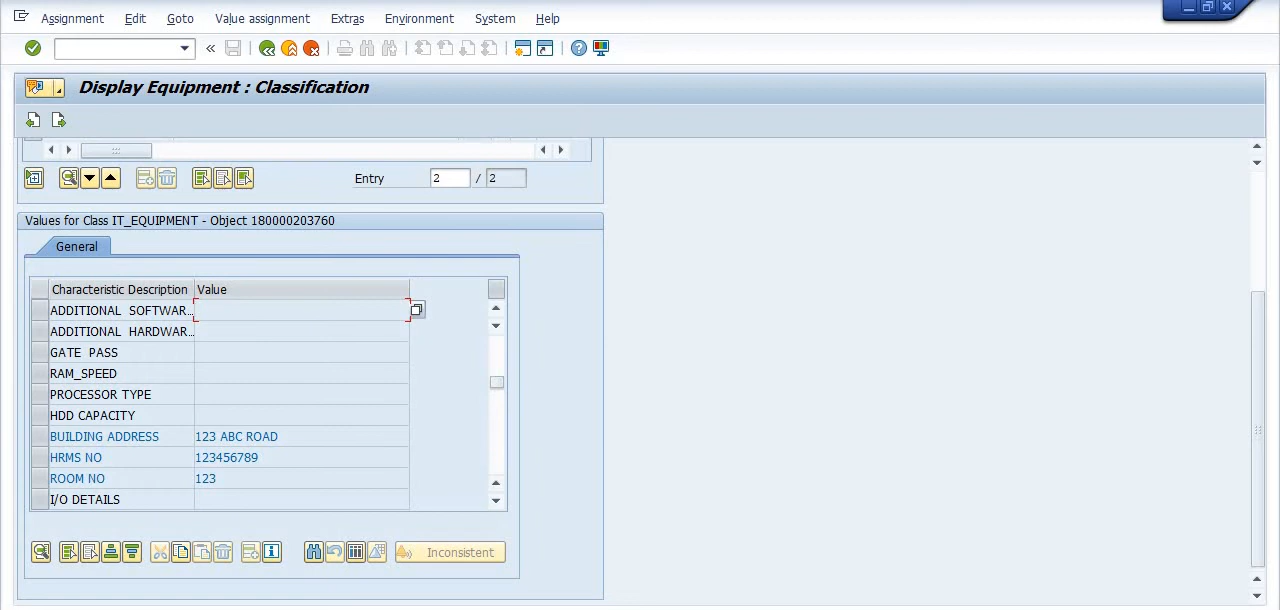 Assignment Edit Goto Value assignment Extras Environment System Help
Display Equipment : Classification
Entry 2 / 2
Values for Class IT_EQUIPMENT - Object 180000203760
General
Characteristic Description Value
ADDITIONAL SOFTWAR...
ADDITIONAL HARDWAR...
GATE PASS
RAM_SPEED
PROCESSOR TYPE
HDD CAPACITY
BUILDING ADDRESS 123 ABC ROAD
HRMS NO 123456789
ROOM NO 123
I/O DETAILS
Inconsistent